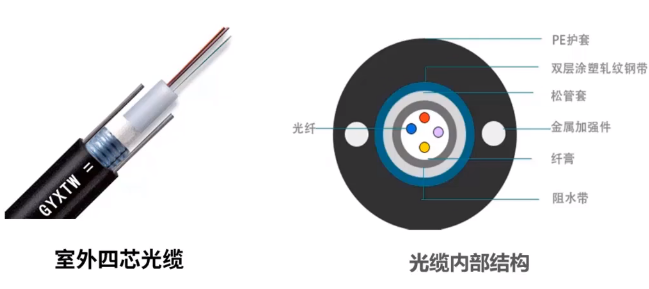 GYXTW =
室外四芯光缆
PE护套
双层涂塑轧纹钢带
松管套
光纤
金属加强件
纤膏
阻水带
光缆内部结构